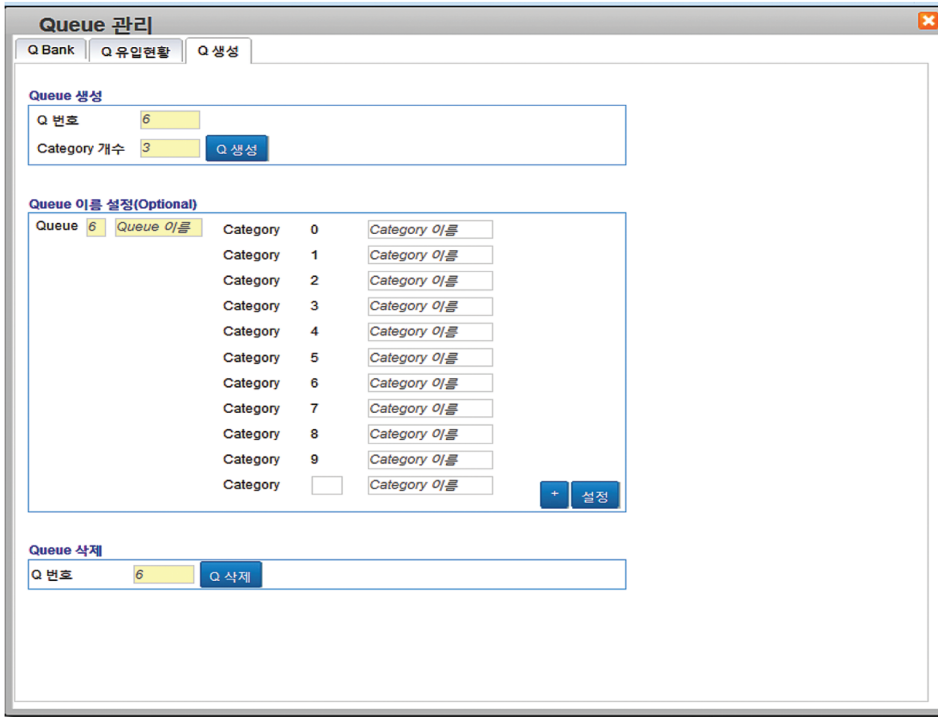 Queue 관리
Q Bank Q 유입현황 Q 생성
Queue 생성
Q 번호 6
Category 개수 3 Q 생성
Queue 이름 설정(Optional)
Queue 6 Queue 이름 Category 0 Category 이름
Category 1 Category 이름
Category 2 Category 이름
Category 3 Category 이름
Category 4 Category 이름
Category 5 Category 이름
Category 6 Category 이름
Category 7 Category 이름
Category 8 Category 이름
Category 9 Category 이름
Category Category 이름
+ 설정
Queue 삭제
Q 번호 6 Q 삭제